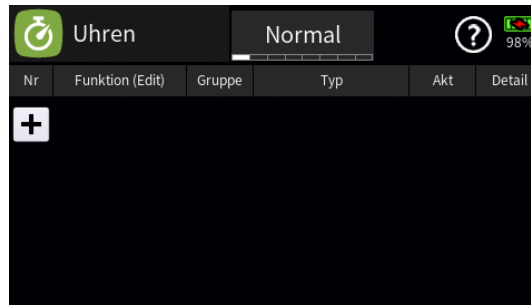 Uhren Normal ? 98%
Nr Funktion (Edit) Gruppe Typ Akt Detail
+